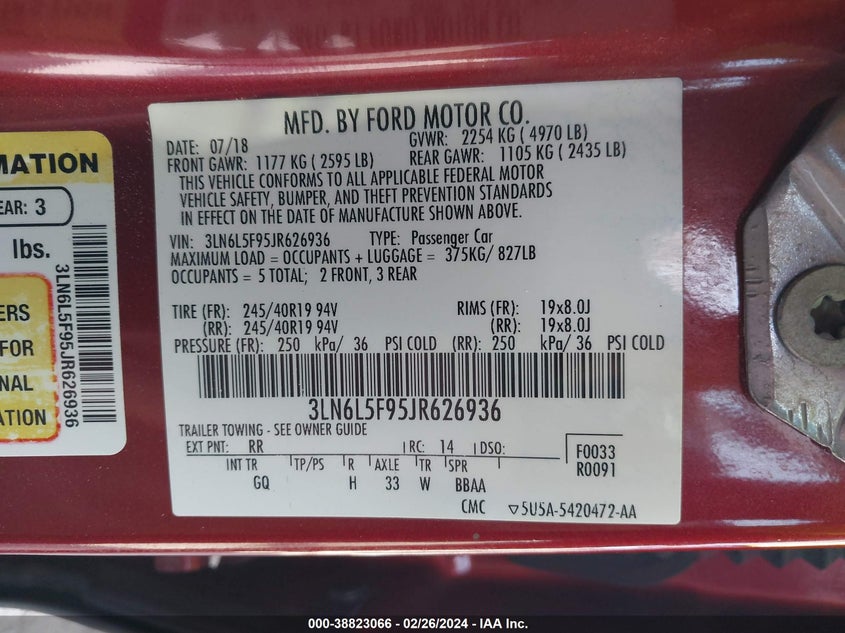 MFD. BY FORD MOTOR CO.
DATE: 07/18 GVWR: 2254 KG ( 4970 LB)
FRONT GAWR: 1177 KG ( 2595 LB) REAR GAWR: 1105 KG ( 2435 LB)
THIS VEHICLE CONFORMS TO ALL APPLICABLE FEDERAL MOTOR
VEHICLE SAFETY, BUMPER, AND THEFT PREVENTION STANDARDS
IN EFFECT ON THE DATE OF MANUFACTURE SHOWN ABOVE.
VIN: 3LN6L5F95JR626936 TYPE: Passenger Car
MAXIMUM LOAD = OCCUPANTS + LUGGAGE = 375KG/ 827LB
OCCUPANTS = 5 TOTAL; 2 FRONT, 3 REAR
TIRE (FR): 245/40R19 94V RIMS (FR): 19x8.0J
(RR): 245/40R19 94V (RR): 19x8.0J
PRESSURE (FR): 250 kPa/ 36 PSI COLD (RR): 250 kPa/ 36 PSI COLD
3LN6L5F95JR626936
TRAILER TOWING - SEE OWNER GUIDE
EXT PNT: RR RC: 14 DSO: F0033
R0091
INT TR TP/PS R AXLE TR SPR
GQ H 33 W BBAA
CMC ▽5U5A-5420472-AA
MATION
EAR: 3
lbs.
ERS
FOR
NAL
S
3LN6L5F95JR626936
000-38823066 - 02/26/2024 - IAA Inc.